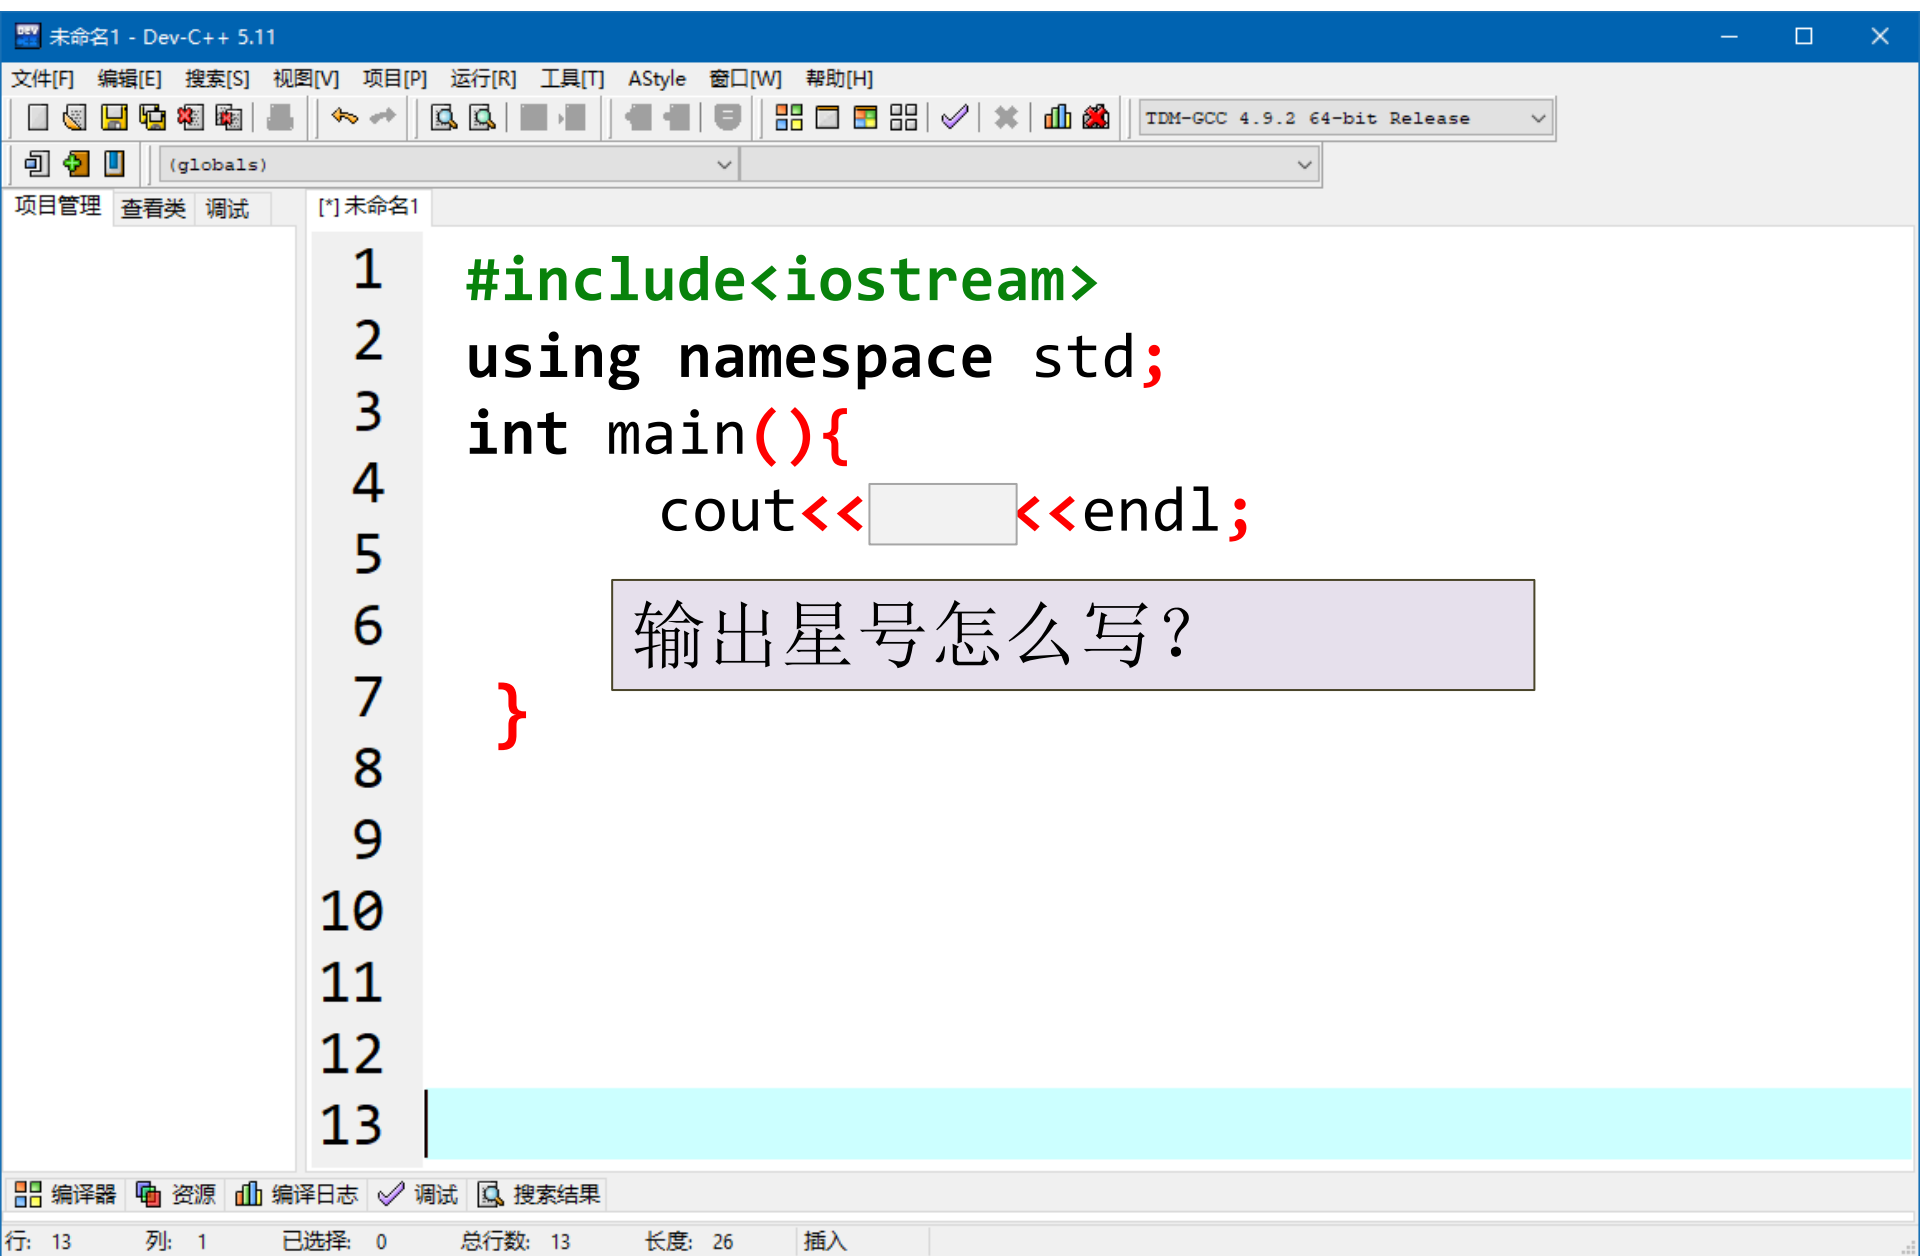 未命名1 - Dev-C++ 5.11
文件[F] 编辑[E] 搜索[S] 视图[V] 项目[P] 运行[R] 工具[T] AStyle 窗口[W] 帮助[H]
TDM-GCC 4.9.2 64-bit Release
(globals)
项目管理 查看类 调试 [*] 未命名1
1 #include<iostream>
2 using namespace std;
3 int main(){
4 cout<< <<endl;
5
6 输出星号怎么写?
7 }
8
9
10
11
12
13
编译器 资源 编译日志 调试 搜索结果
行: 13 列: 1 已选择: 0 总行数: 13 长度: 26 插入